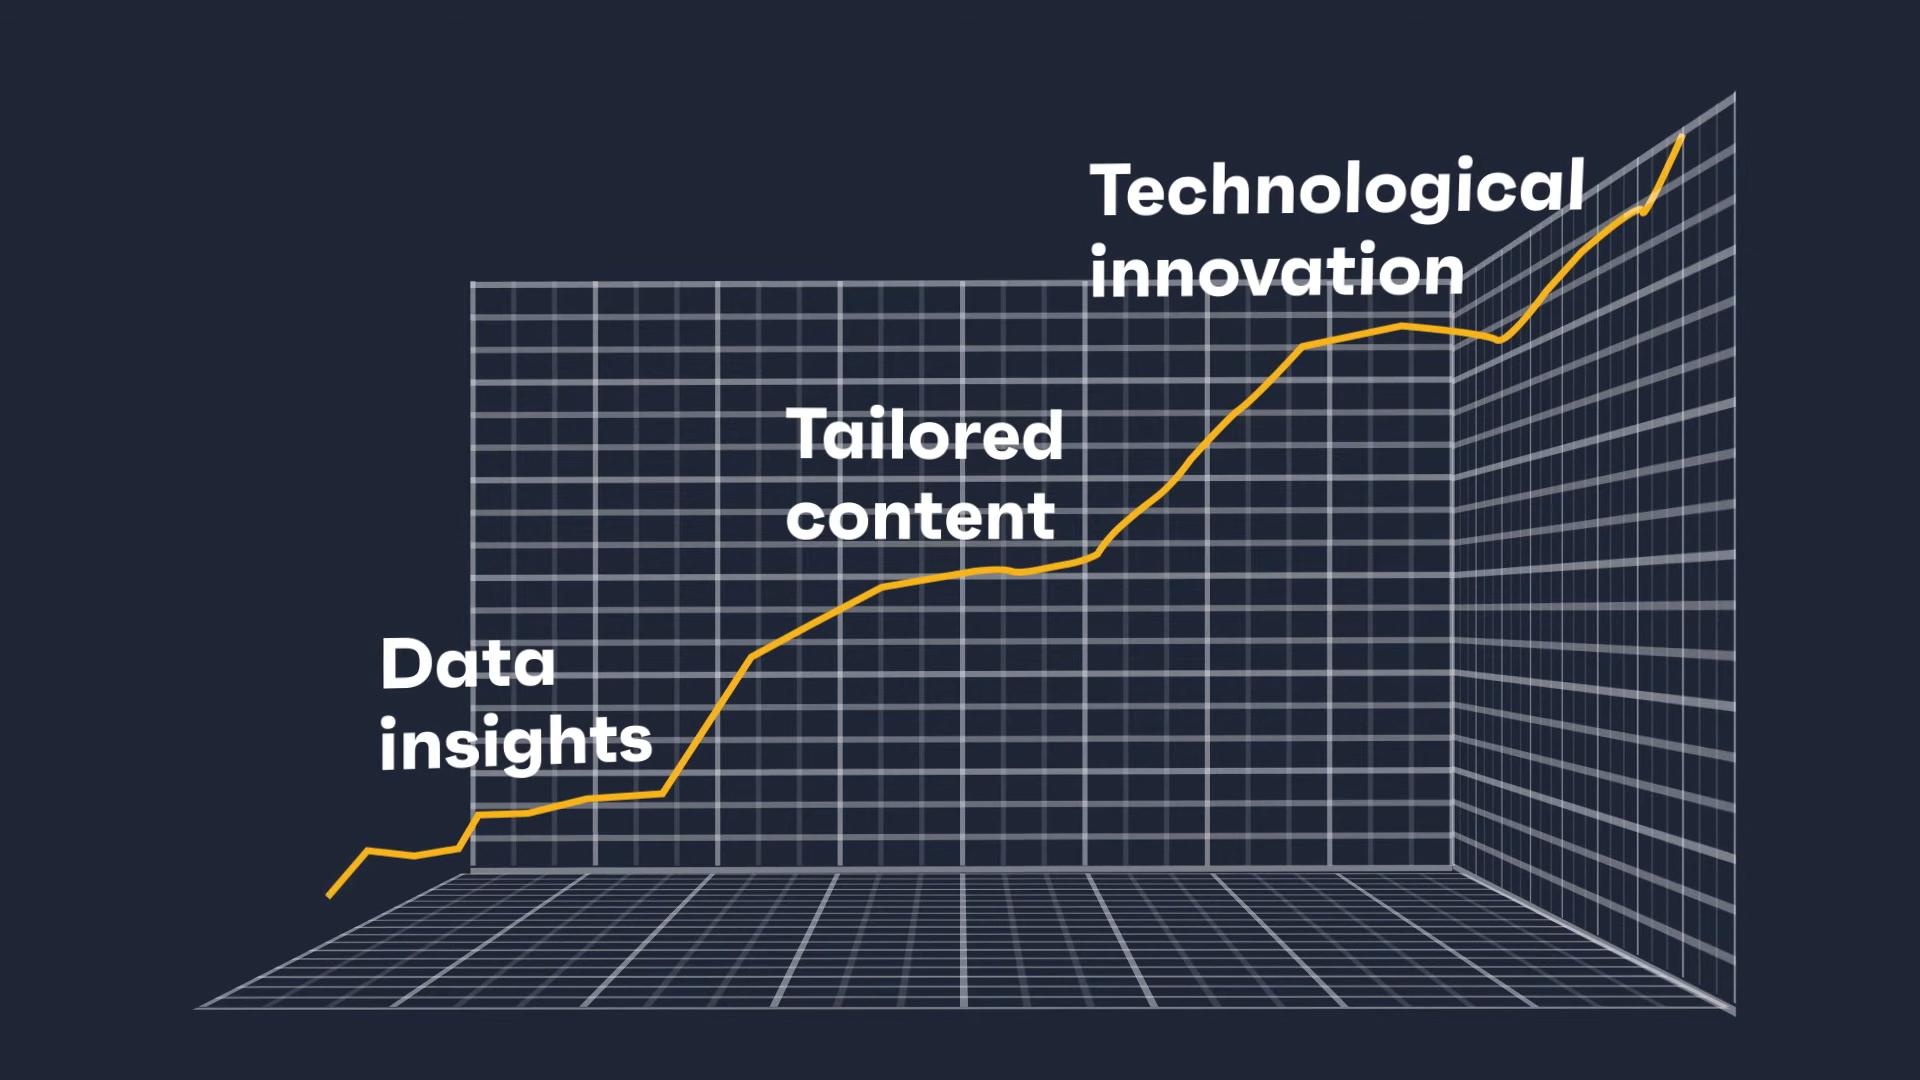 Technological
innovation
Tailored
content
Data
insights